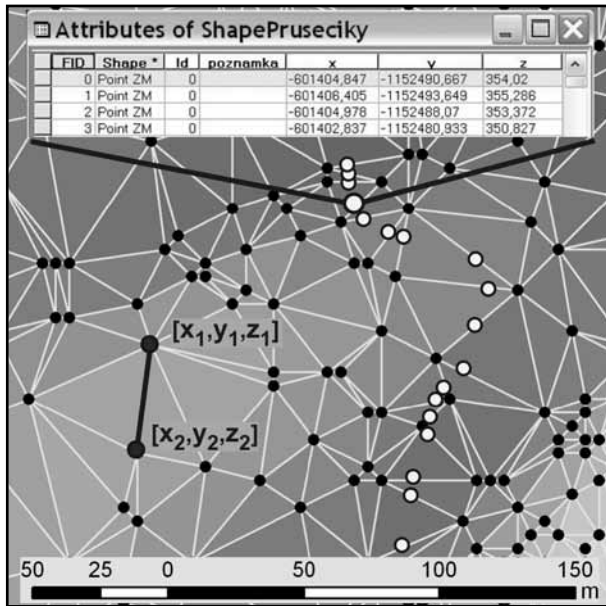 Attributes of ShapePruseciky
FID Shape * Id poznamka x y z
0 Point ZM 0 -601404,847 -1152490,667 354,02
1 Point ZM 0 -601406,405 -1152493,649 355,286
2 Point ZM 0 -601404,978 -1152488,07 353,372
3 Point ZM 0 -601402,837 -1152480,933 350,827
[x1,y1,z1]
[x2,y2,z2]
50 25 0 50 100 150
m